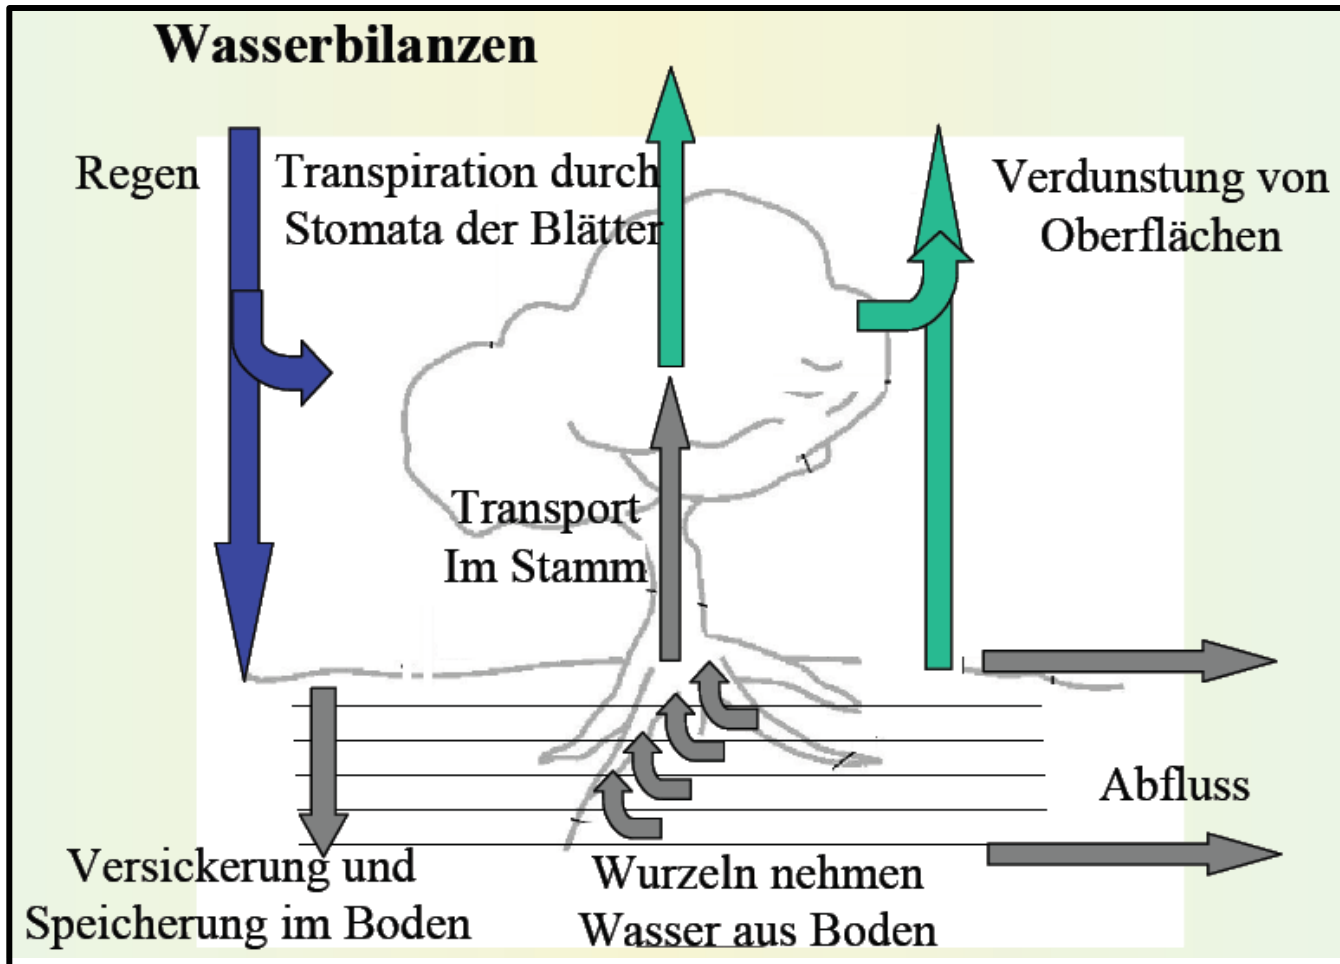 Wasserbilanzen
Regen
Transpiration durch
Stomata der Blätter
Verdunstung von
Oberflächen
Transport
Im Stamm
Abfluss
Versickerung und
Speicherung im Boden
Wurzeln nehmen
Wasser aus Boden